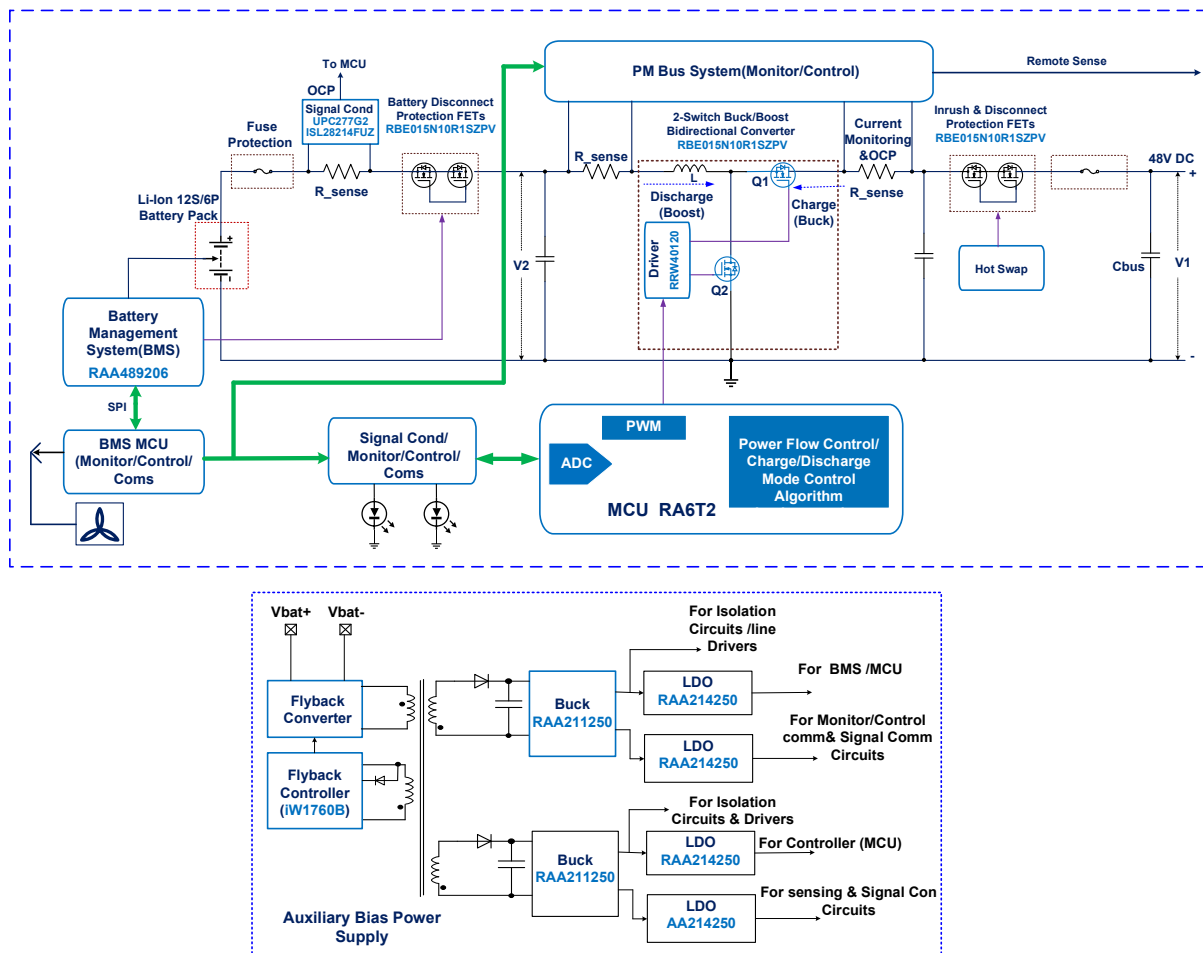 To MCU
OCP
Signal Cond
UPC277G2
ISL28214FUZ
Battery Disconnect
Protection FETs
RBE015N10R1SZPV
Fuse
Protection
R_sense
Li-Ion 12S/6P
Battery Pack
+
-
Battery
Management
System(BMS)
RAA489206
SPI
BMS MCU
(Monitor/Control/
Coms
PM Bus System(Monitor/Control)
Remote Sense
2-Switch Buck/Boost
Bidirectional Converter
RBE015N10R1SZPV
R_sense
L
Q1
Discharge
(Boost)
Charge
(Buck)
Driver
RRW40120
Q2
V2
Current
Monitoring
&OCP
R_sense
Inrush & Disconnect
Protection FETs
RBE015N10R1SZPV
48V DC
+
Hot Swap
Cbus
V1
-
Signal Cond/
Monitor/Control/
Coms
PWM
ADC
Power Flow Control/
Charge/Discharge
Mode Control
Algorithm
MCU RA6T2
Vbat+
Vbat-
Flyback
Converter
Flyback
Controller
(iW1760B)
Buck
RAA211250
For Isolation
Circuits /line
Drivers
LDO
RAA214250
For BMS /MCU
LDO
RAA214250
For Monitor/Control
comm& Signal Comm
Circuits
Buck
RAA211250
For Isolation
Circuits & Drivers
LDO
RAA214250
For Controller (MCU)
LDO
AA214250
For sensing & Signal Con
Circuits
Auxiliary Bias Power
Supply